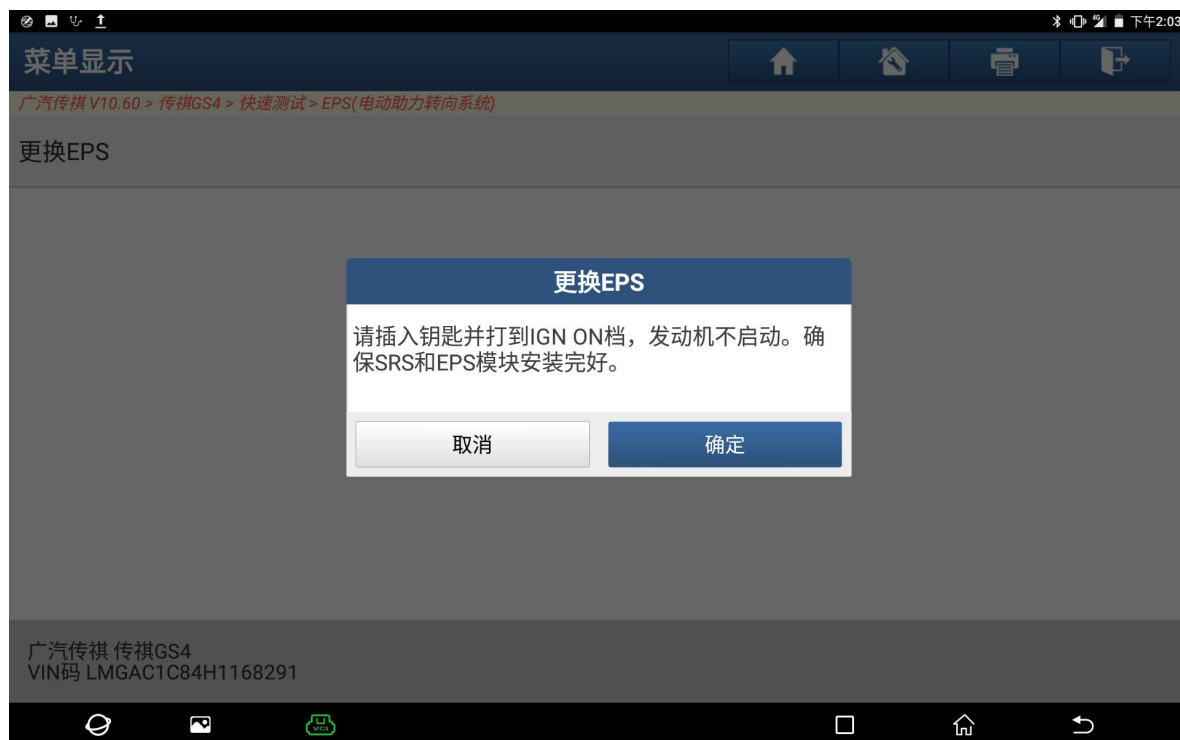 下午2:03
菜单显示
广汽传祺 V10.60 > 传祺GS4 > 快速测试 > EPS(电动助力转向系统)
更换EPS
更换EPS
请插入钥匙并打到IGN ON档，发动机不启动。确
保SRS和EPS模块安装完好。
取消
确定
广汽传祺 传祺GS4
VIN码 LMGAC1C84H1168291
VCI